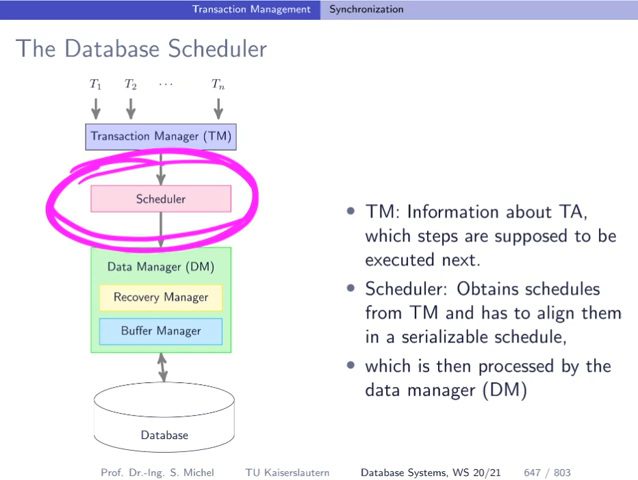 Transaction Management Synchronization
The Database Scheduler
T1 T2 ... Tn
Transaction Manager (TM)
Scheduler
Data Manager (DM)
Recovery Manager
Buffer Manager
Database
• TM: Information about TA,
which steps are supposed to be
executed next.
• Scheduler: Obtains schedules
from TM and has to align them
in a serializable schedule,
• which is then processed by the
data manager (DM)
Prof. Dr.-Ing. S. Michel TU Kaiserslautern Database Systems, WS 20/21 647 / 803